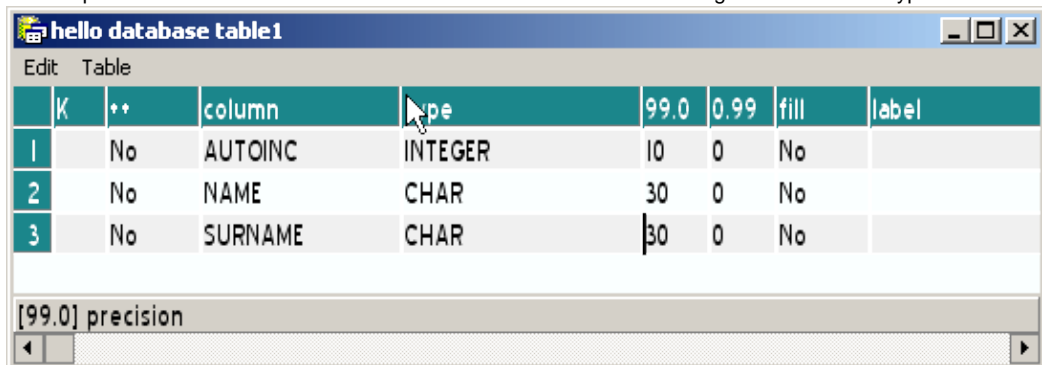 hello database table1
Edit Table
K ++ column 99.0 0.99 fill label
1 No AUTOINC INTEGER 10 0 No
2 No NAME CHAR 30 0 No
3 No SURNAME CHAR 30 0 No
[99.0] precision